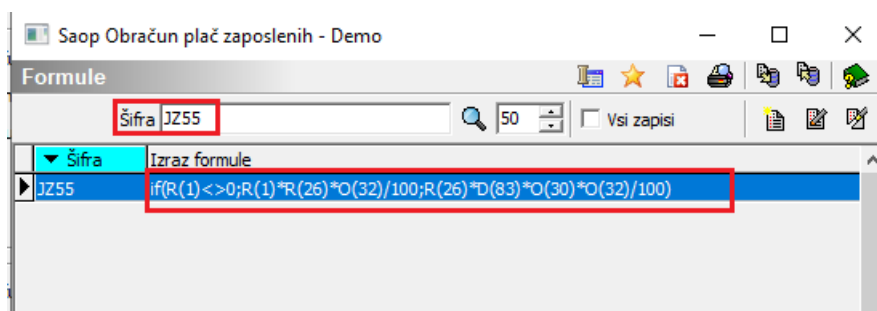 Saop Obračun plač zaposlenih - Demo
Formule
Šifra JZ55 50 Vsi zapisi
Šifra Izraz formule
JZ55 if(R(1)<>0;R(1)*R(26)*O(32)/100;R(26)*D(83)*O(30)*O(32)/100)